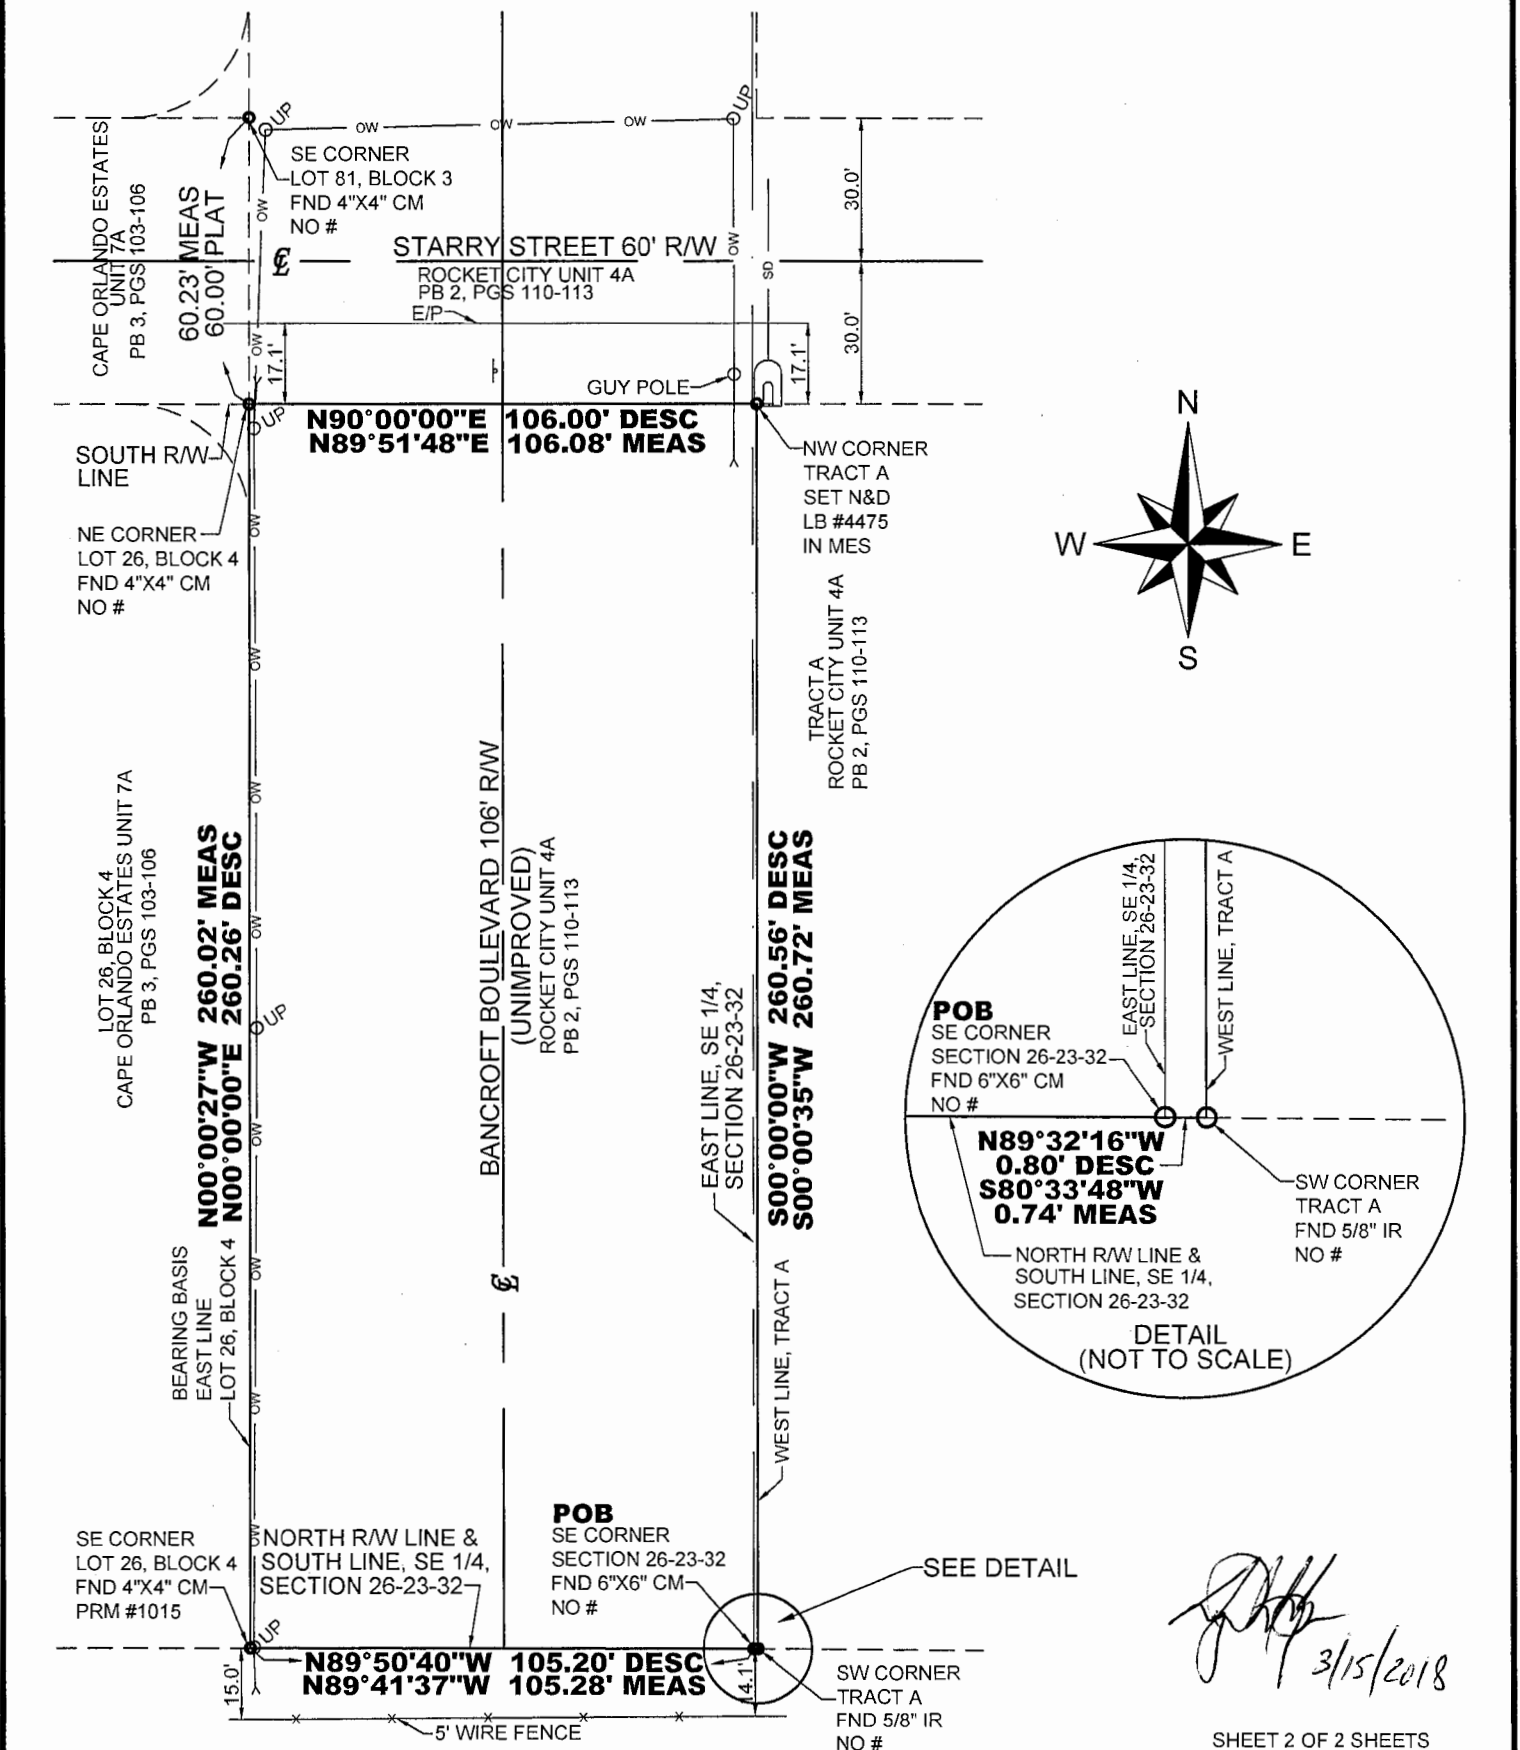 UP
UP
OW
OW
OW
SE CORNER
LOT 81, BLOCK 3
FND 4"X4" CM
NO #
CAPE ORLANDO ESTATES
UNIT 7A
PB 3, PGS 103-106
60.23' MEAS
60.00' PLAT
OW
OW
SD
30.0'
30.0'
STARRY STREET 60' R/W
ROCKET CITY UNIT 4A
PB 2, PGS 110-113
E/P
OW
17.1'
17.1'
GUY POLE
UP
N90°00'00"E 106.00' DESC
N89°51'48"E 106.08' MEAS
SOUTH R/W
LINE
NW CORNER
TRACT A
SET N&D
LB #4475
IN MES
NE CORNER
LOT 26, BLOCK 4
FND 4"X4" CM
NO #
N
W
E
S
OW
OW
OW
OW
OW
OW
OW
OW
TRACT A
ROCKET CITY UNIT 4A
PB 2, PGS 110-113
LOT 26, BLOCK 4
CAPE ORLANDO ESTATES UNIT 7A
PB 3, PGS 103-106
N00°00'27"W 260.02' MEAS
N00°00'00"E 260.26' DESC
UP
BANCROFT BOULEVARD 106' R/W
(UNIMPROVED)
ROCKET CITY UNIT 4A
PB 2, PGS 110-113
EAST LINE, SE 1/4,
SECTION 26-23-32
S00°00'00"W 260.56' DESC
S00°00'35"W 260.72' MEAS
EAST LINE, SE 1/4,
SECTION 26-23-32
WEST LINE, TRACT A
POB
SE CORNER
SECTION 26-23-32
FND 6"X6" CM
NO #
N89°32'16"W
0.80' DESC
S80°33'48"W
0.74' MEAS
SW CORNER
TRACT A
FND 5/8" IR
NO #
NORTH R/W LINE &
SOUTH LINE, SE 1/4,
SECTION 26-23-32
DETAIL
(NOT TO SCALE)
BEARING BASIS
EAST LINE
LOT 26, BLOCK 4
WEST LINE, TRACT A
SE CORNER
LOT 26, BLOCK 4
FND 4"X4" CM
PRM #1015
NORTH R/W LINE &
SOUTH LINE, SE 1/4,
SECTION 26-23-32
POB
SE CORNER
SECTION 26-23-32
FND 6"X6" CM
NO #
SEE DETAIL
UP
N89°50'40"W 105.20' DESC
N89°41'37"W 105.28' MEAS
15.0'
14.1'
SW CORNER
TRACT A
FND 5/8" IR
NO #
5' WIRE FENCE
3/15/2018
SHEET 2 OF 2 SHEETS